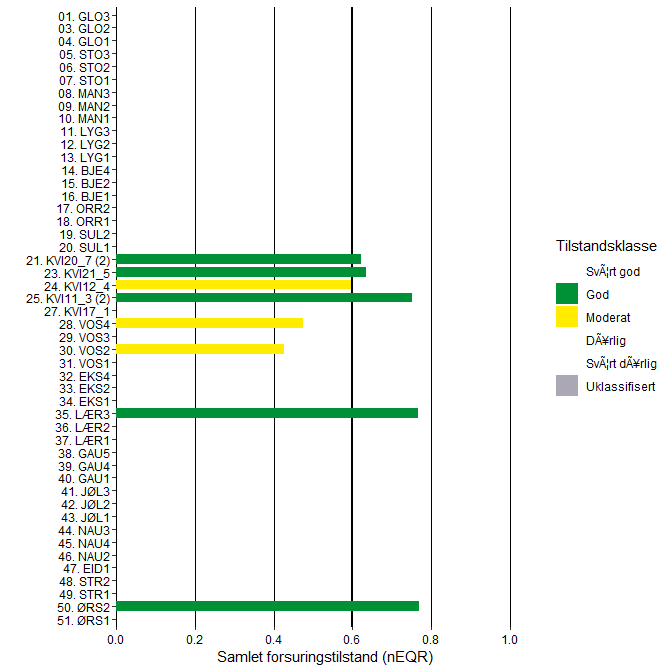 01. GLO3
03. GLO2
04. GLO1
05. STO3
06. STO2
07. STO1
08. MAN3
09. MAN2
10. MAN1
11. LYG3
12. LYG2
13. LYG1
14. BJE4
15. BJE2
16. BJE1
17. ORR2
18. ORR1
19. SUL2
20. SUL1
21. KVI20_7 (2)
23. KVI21_5
24. KVI12_4
25. KVI11_3 (2)
27. KVI17_1
28. VOS4
29. VOS3
30. VOS2
31. VOS1
32. EKS4
33. EKS2
34. EKS1
35. LÆR3
36. LÆR2
37. LÆR1
38. GAU5
39. GAU4
40. GAU1
41. JØL3
42. JØL2
43. JØL1
44. NAU3
45. NAU4
46. NAU2
47. EID1
48. STR2
49. STR1
50. ØRS2
51. ØRS1
0.0 0.2 0.4 0.6 0.8 1.0
Samlet forsuringstilstand (nEQR)
Tilstandsklasse
SvÃ¦rt god
God
Moderat
DÃ¥rlig
SvÃ¦rt dÃ¥rlig
Uklassifisert